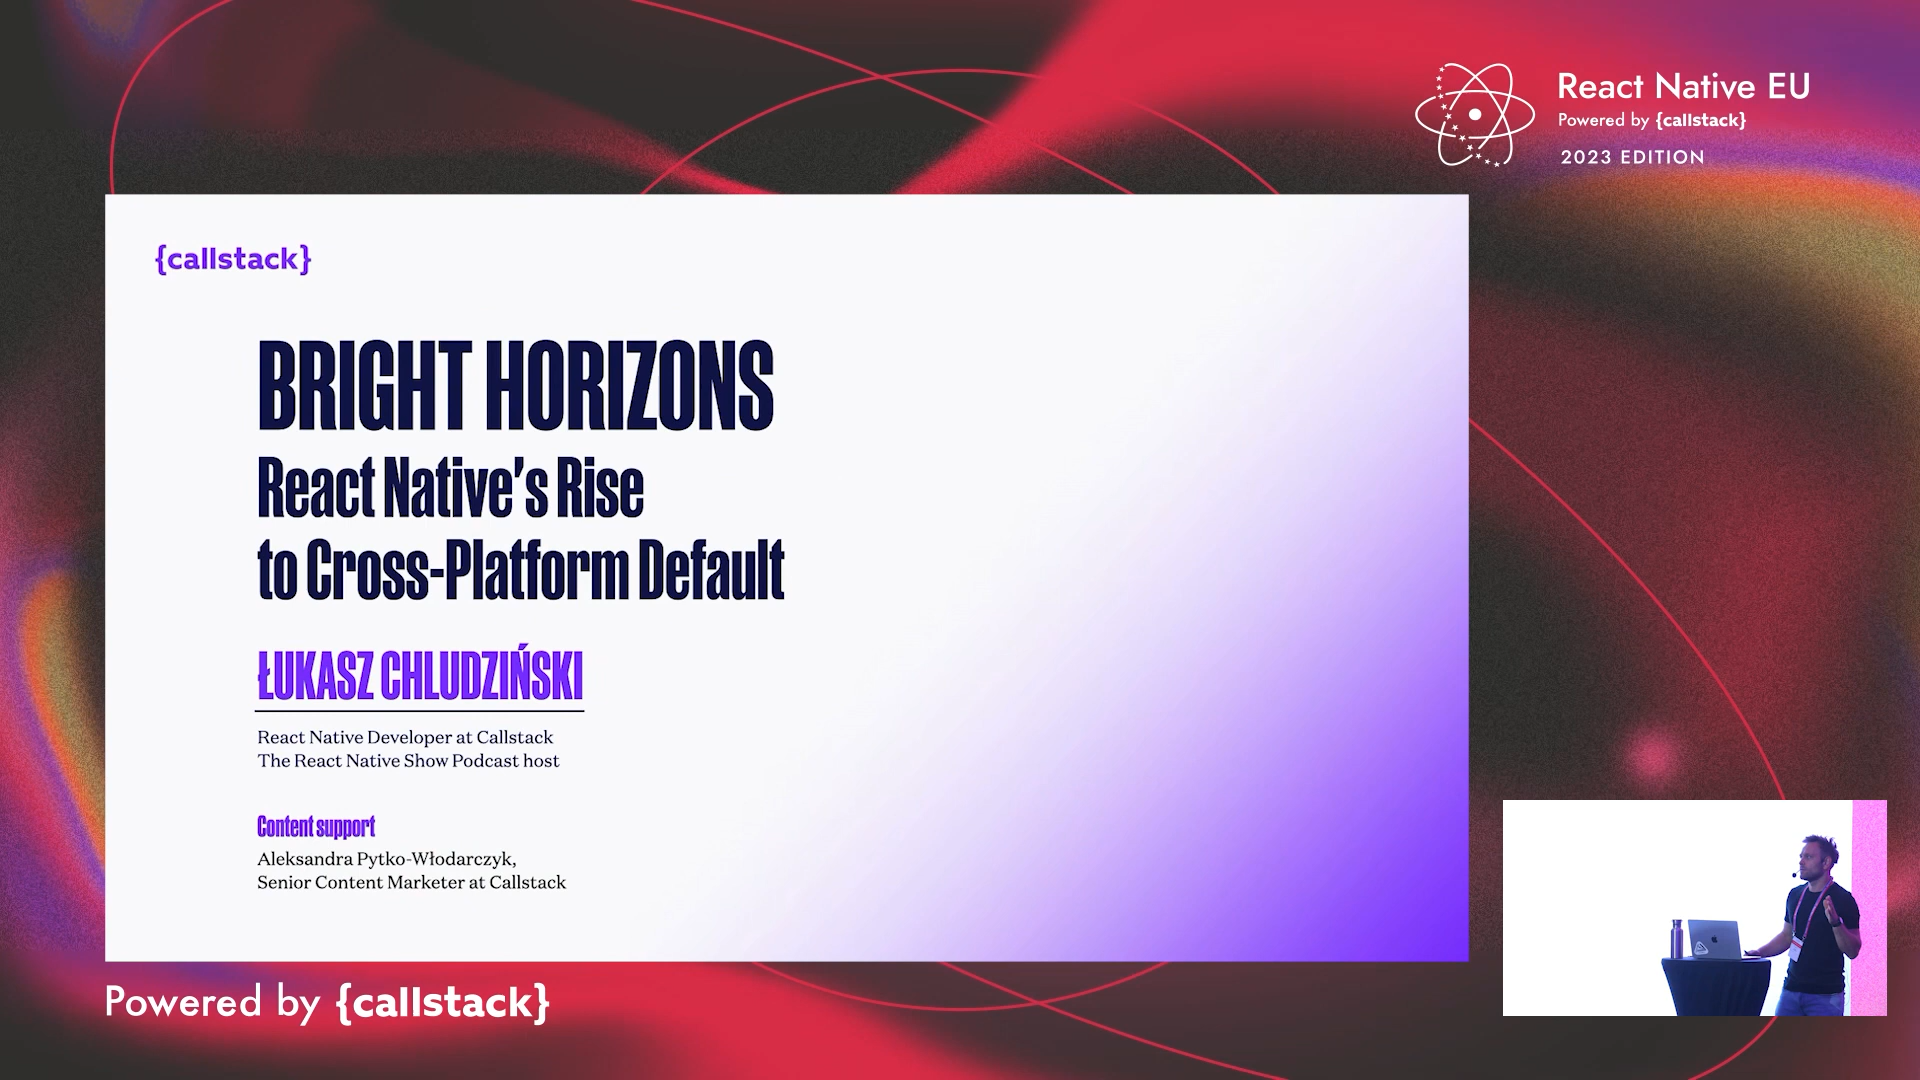 React Native EU
Powered by {callstack}
2023 EDITION
{callstack}
BRIGHT HORIZONS
React Native's Rise
to Cross-Platform Default
ŁUKASZ CHLUDZIŃSKI
React Native Developer at Callstack
The React Native Show Podcast host
Content support
Aleksandra Pytko-Włodarczyk,
Senior Content Marketer at Callstack
Powered by {callstack}